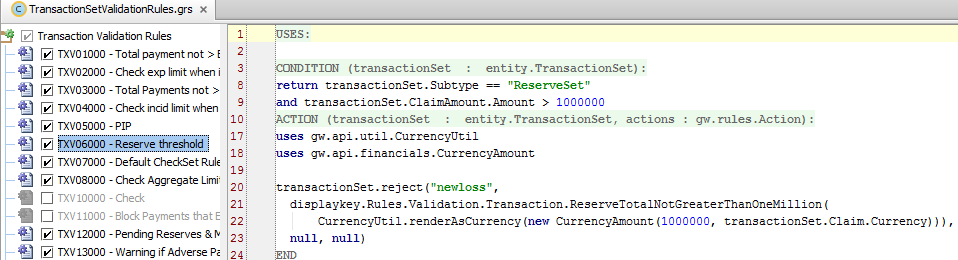 TransactionSetValidationRules.grs
Transaction Validation Rules
TXV01000 - Total payment not > E
TXV02000 - Check exp limit when i
TXV03000 - Total Payments not >
TXV04000 - Check incid limit when
TXV05000 - PIP
TXV06000 - Reserve threshold
TXV07000 - Default CheckSet Rule
TXV08000 - Check Aggregate Limit
TXV10000 - Check
TXV11000 - Block Payments that E
TXV12000 - Pending Reserves & M
TXV13000 - Warning if Adverse Pa
1 USES:
2
3 CONDITION (transactionSet : entity.TransactionSet):
8 return transactionSet.Subtype == "ReserveSet"
9 and transactionSet.ClaimAmount.Amount > 1000000
10 ACTION (transactionSet : entity.TransactionSet, actions : gw.rules.Action):
17 uses gw.api.util.CurrencyUtil
18 uses gw.api.financials.CurrencyAmount
19
20 transactionSet.reject("newloss",
21 displaykey.Rules.Validation.Transaction.ReserveTotalNotGreaterThanOneMillion(
22 CurrencyUtil.renderAsCurrency(new CurrencyAmount(1000000, transactionSet.Claim.Currency))),
23 null, null)
24 END